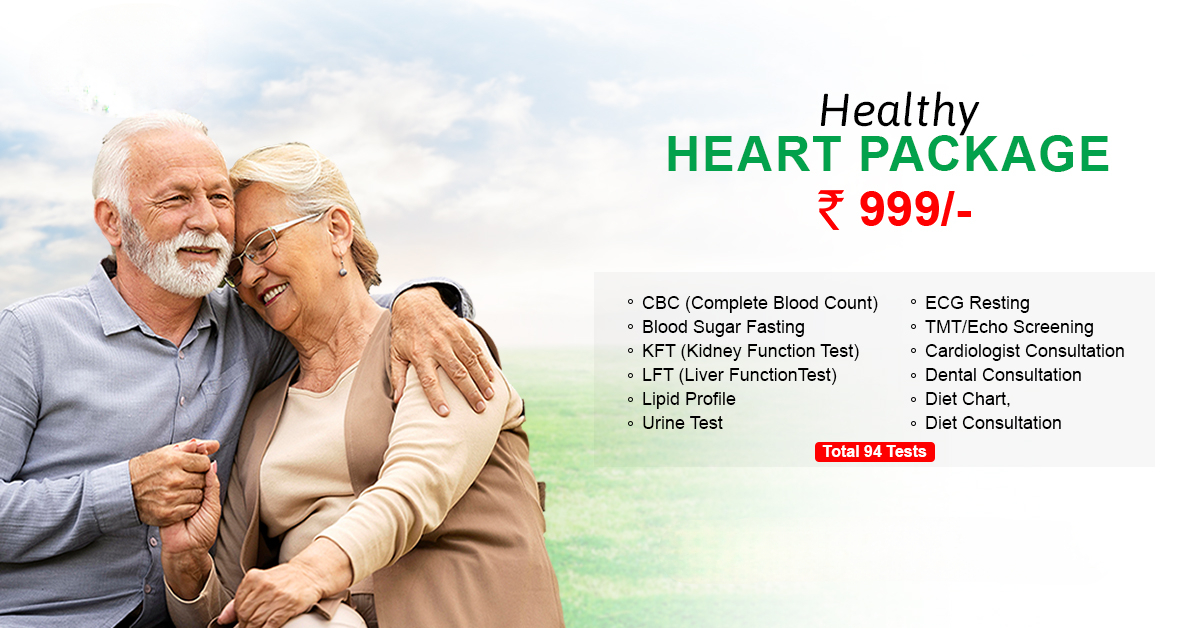 Healthy
HEART PACKAGE
₹ 999/-
CBC (Complete Blood Count)
Blood Sugar Fasting
KFT (Kidney Function Test)
LFT (Liver FunctionTest)
Lipid Profile
Urine Test
ECG Resting
TMT/Echo Screening
Cardiologist Consultation
Dental Consultation
Diet Chart,
Diet Consultation
Total 94 Tests